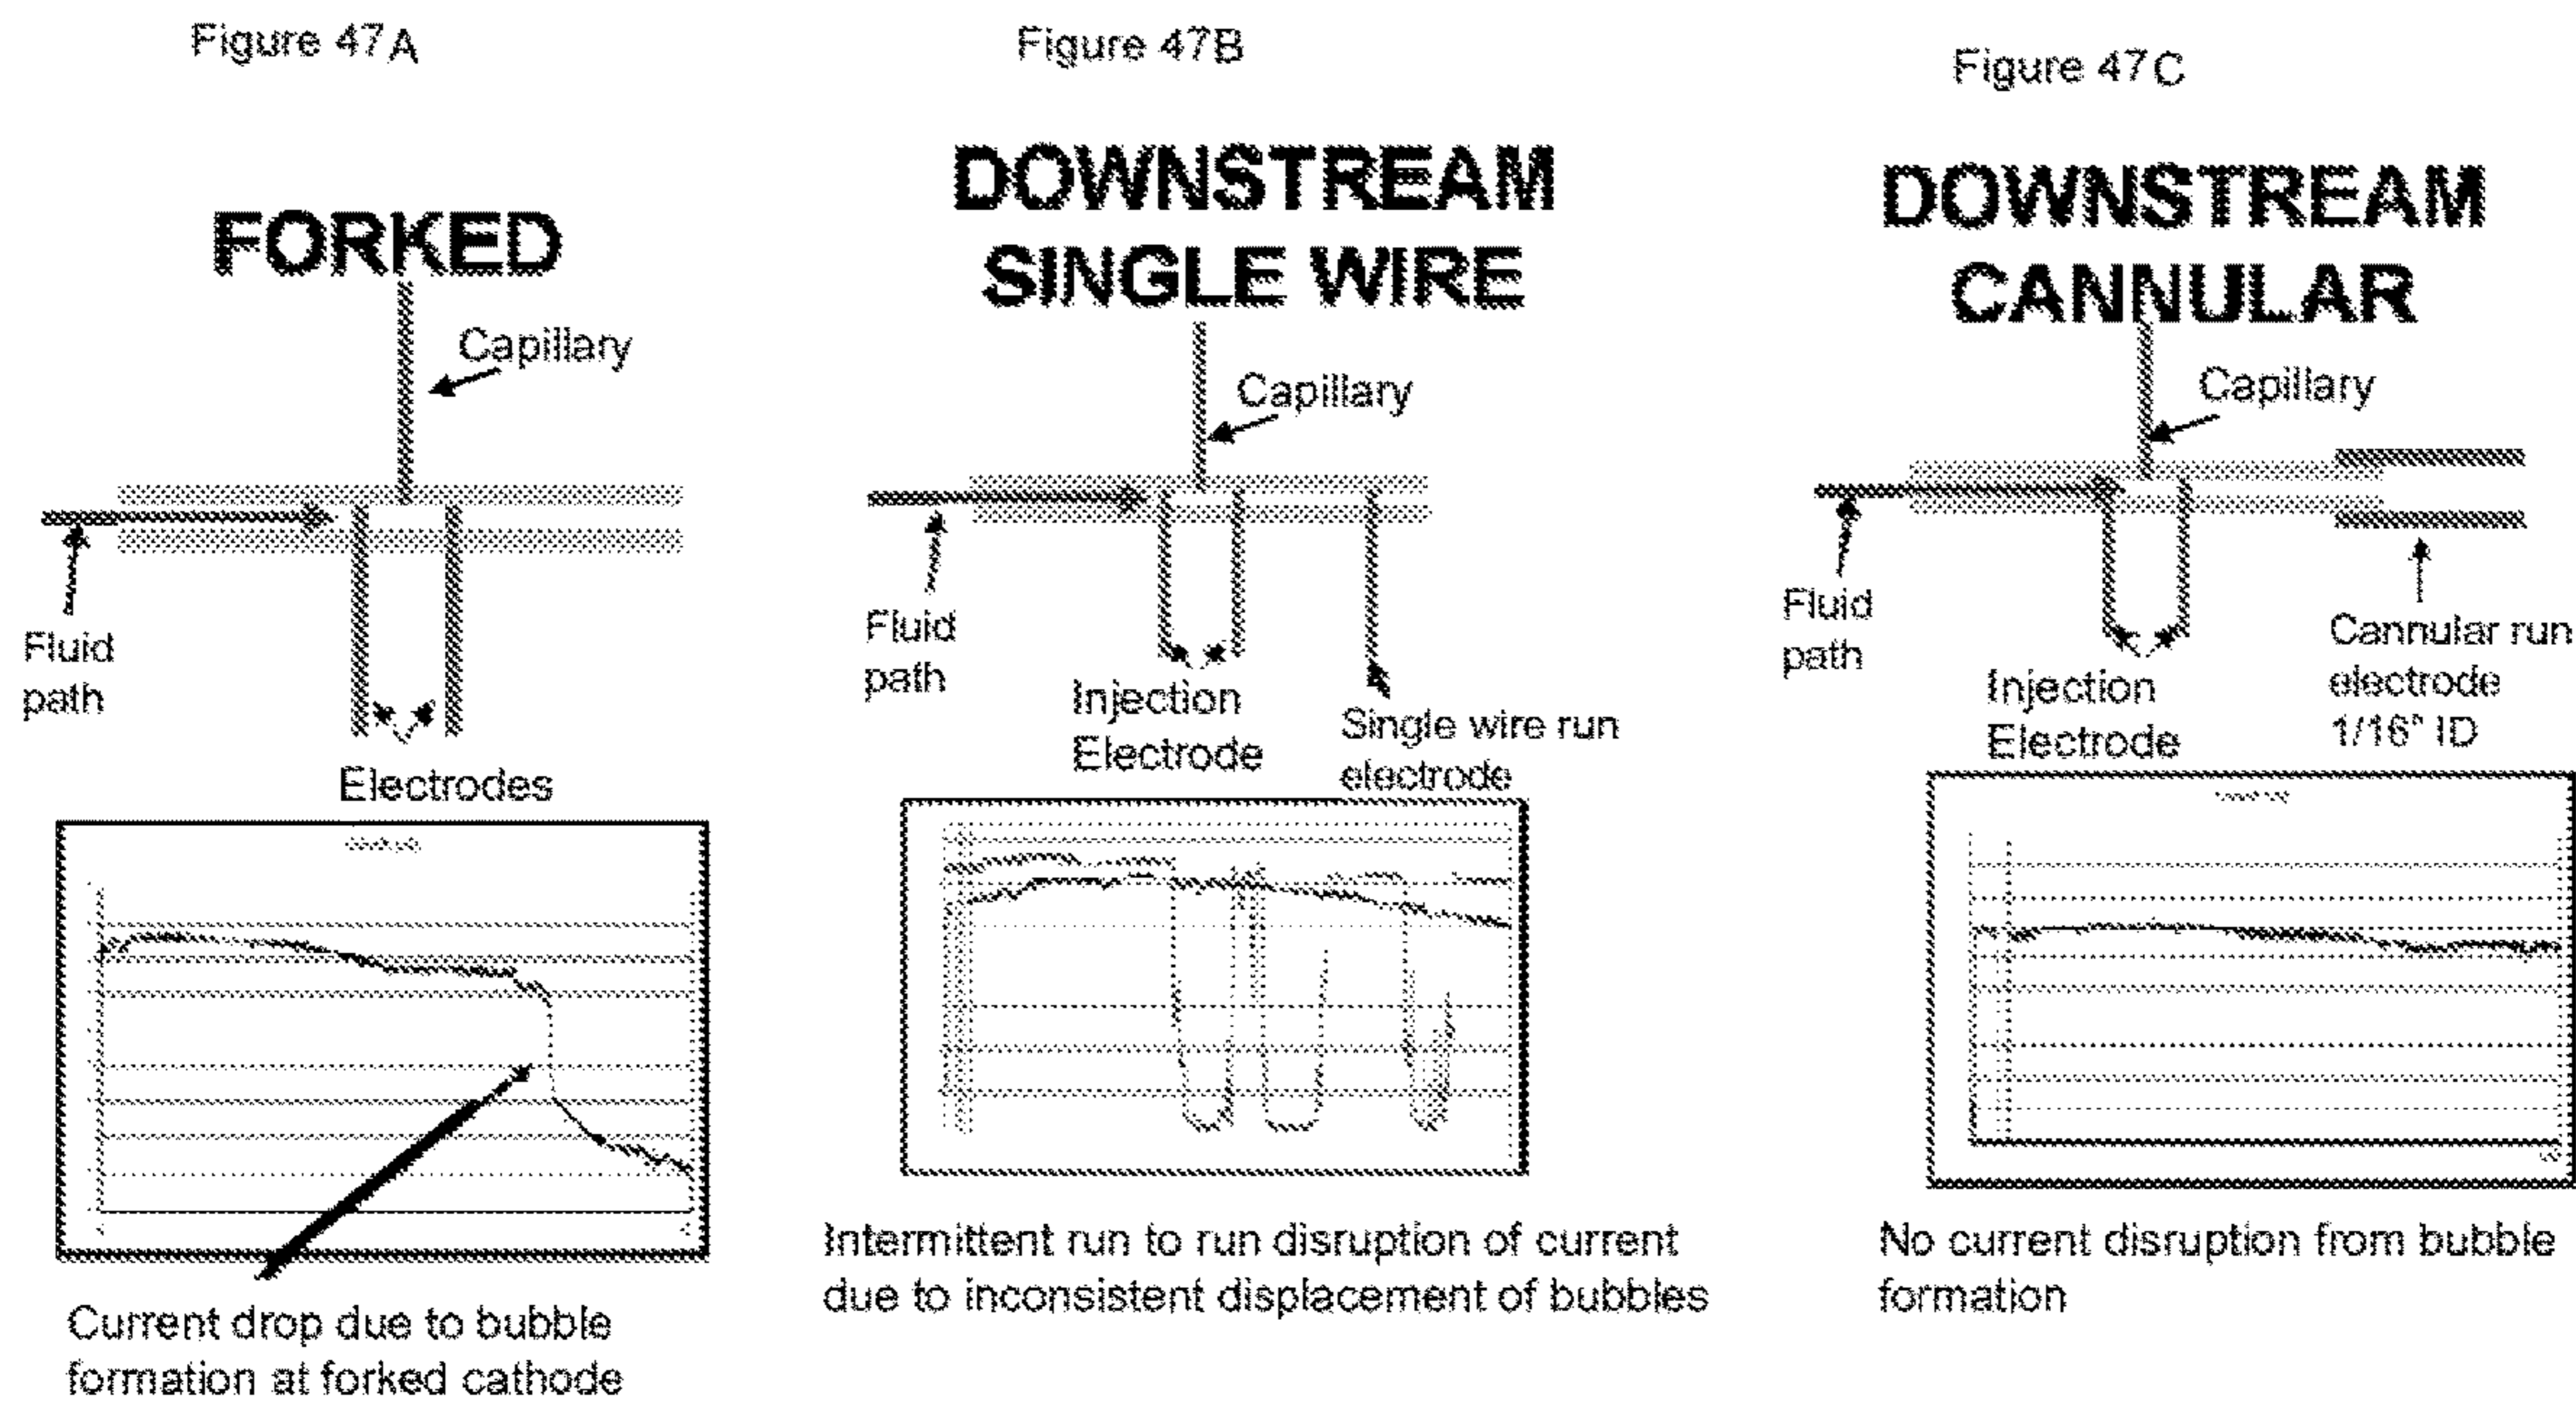 Figure 47A
FORKED
Capillary
Fluid
path
Electrodes
Current drop due to bubble
formation at forked cathode
Figure 47B
DOWNSTREAM
SINGLE WIRE
Capillary
Fluid
path
Injection
Electrode
Single wire run
electrode
Intermittent run to run disruption of current
due to inconsistent displacement of bubbles
Figure 47C
DOWNSTREAM
CANNULAR
Capillary
Fluid
path
Injection
Electrode
Cannular run
electrode
1/16" ID
No current disruption from bubble
formation